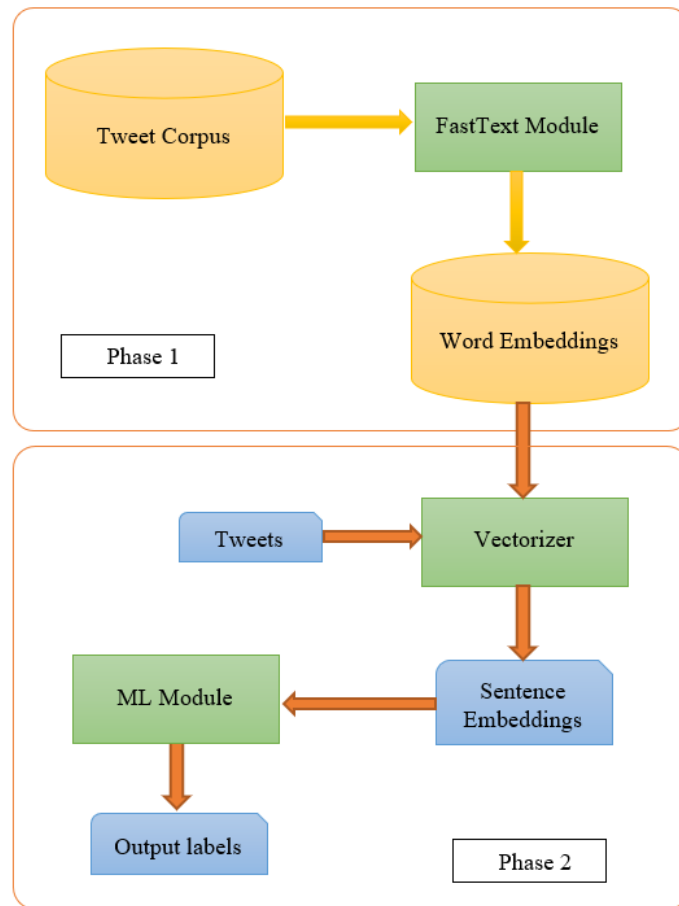 Tweet Corpus
FastText Module
Word Embeddings
Phase 1
Tweets
Vectorizer
ML Module
Sentence
Embeddings
Output labels
Phase 2